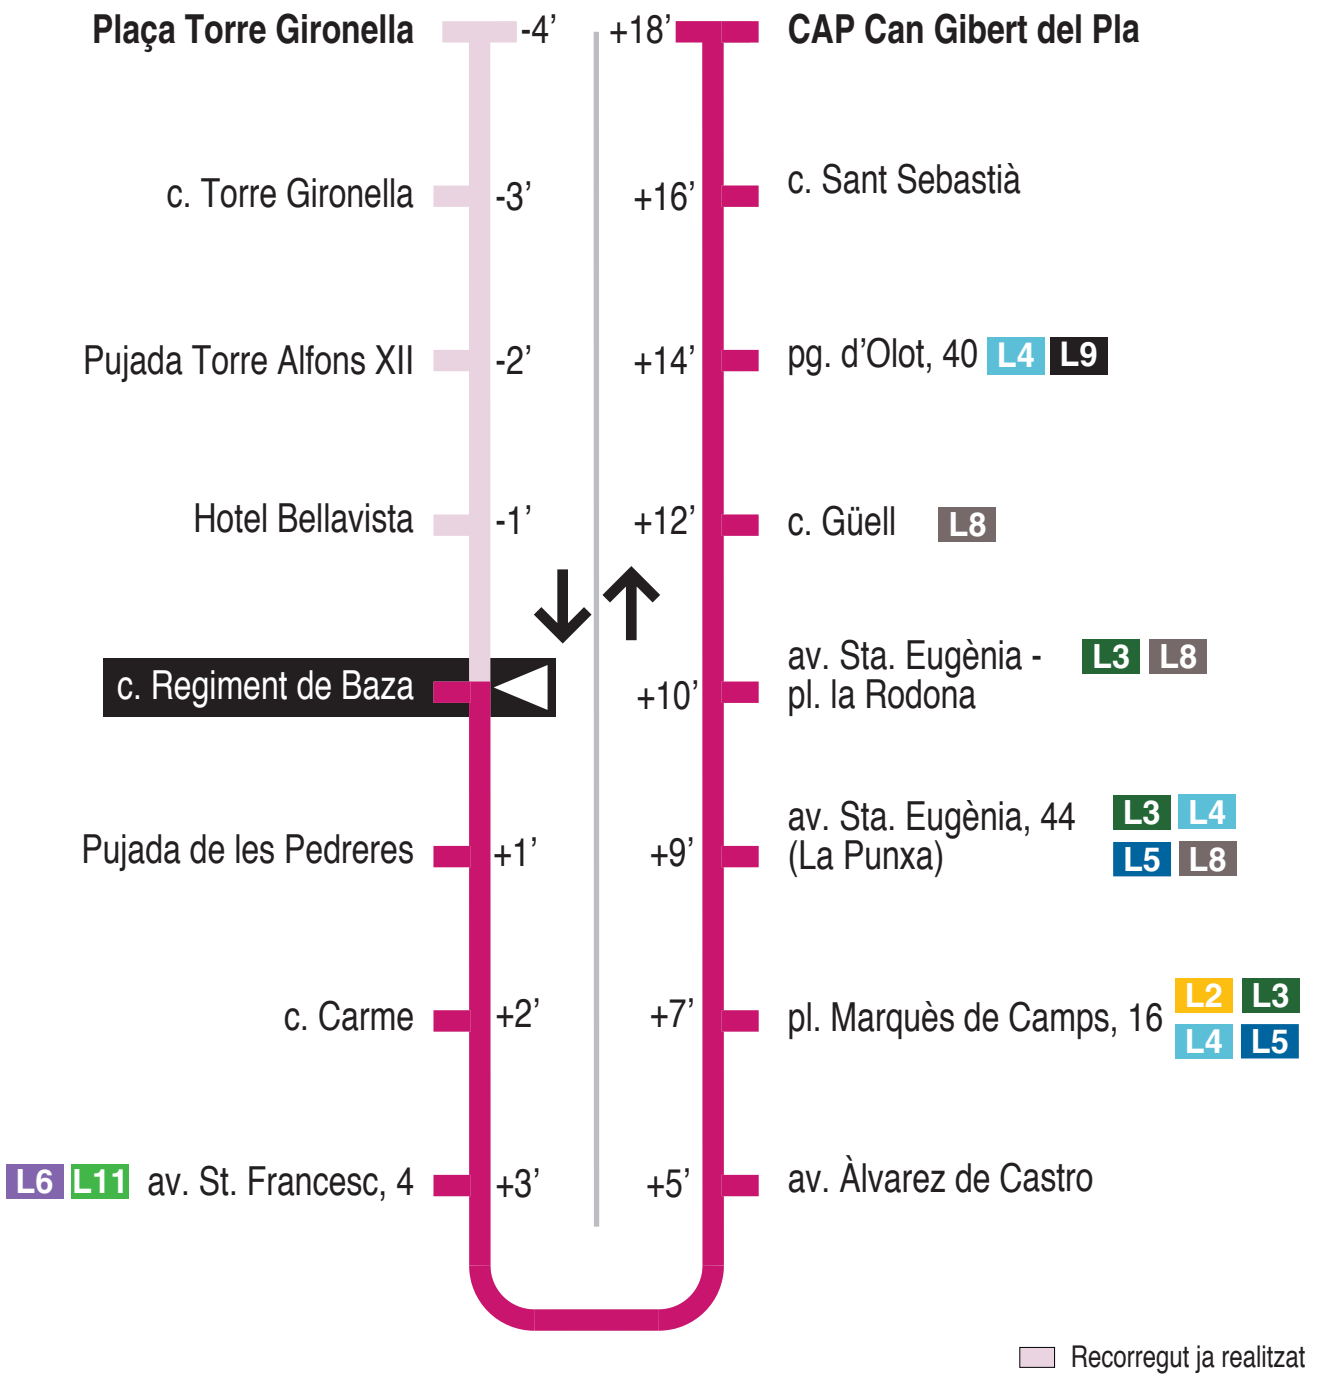 Plaça Torre Gironella -4’
c. Torre Gironella -3’
Pujada Torre Alfons XII -2’
Hotel Bellavista -1’
c. Regiment de Baza
Pujada de les Pedreres +1’
c. Carme +2’
L6 L11 av. St. Francesc, 4 +3’
+18’ CAP Can Gibert del Pla
+16’ c. Sant Sebastià
+14’ pg. d’Olot, 40 L4 L9
+12’ c. Güell L8
av. Sta. Eugènia - L3 L8
+10’ pl. la Rodona
av. Sta. Eugènia, 44 L3 L4
+9’ (La Punxa) L5 L8
L2 L3
+7’ pl. Marquès de Camps, 16
L4 L5
+5’ av. Àlvarez de Castro
Recorregut ja realitzat